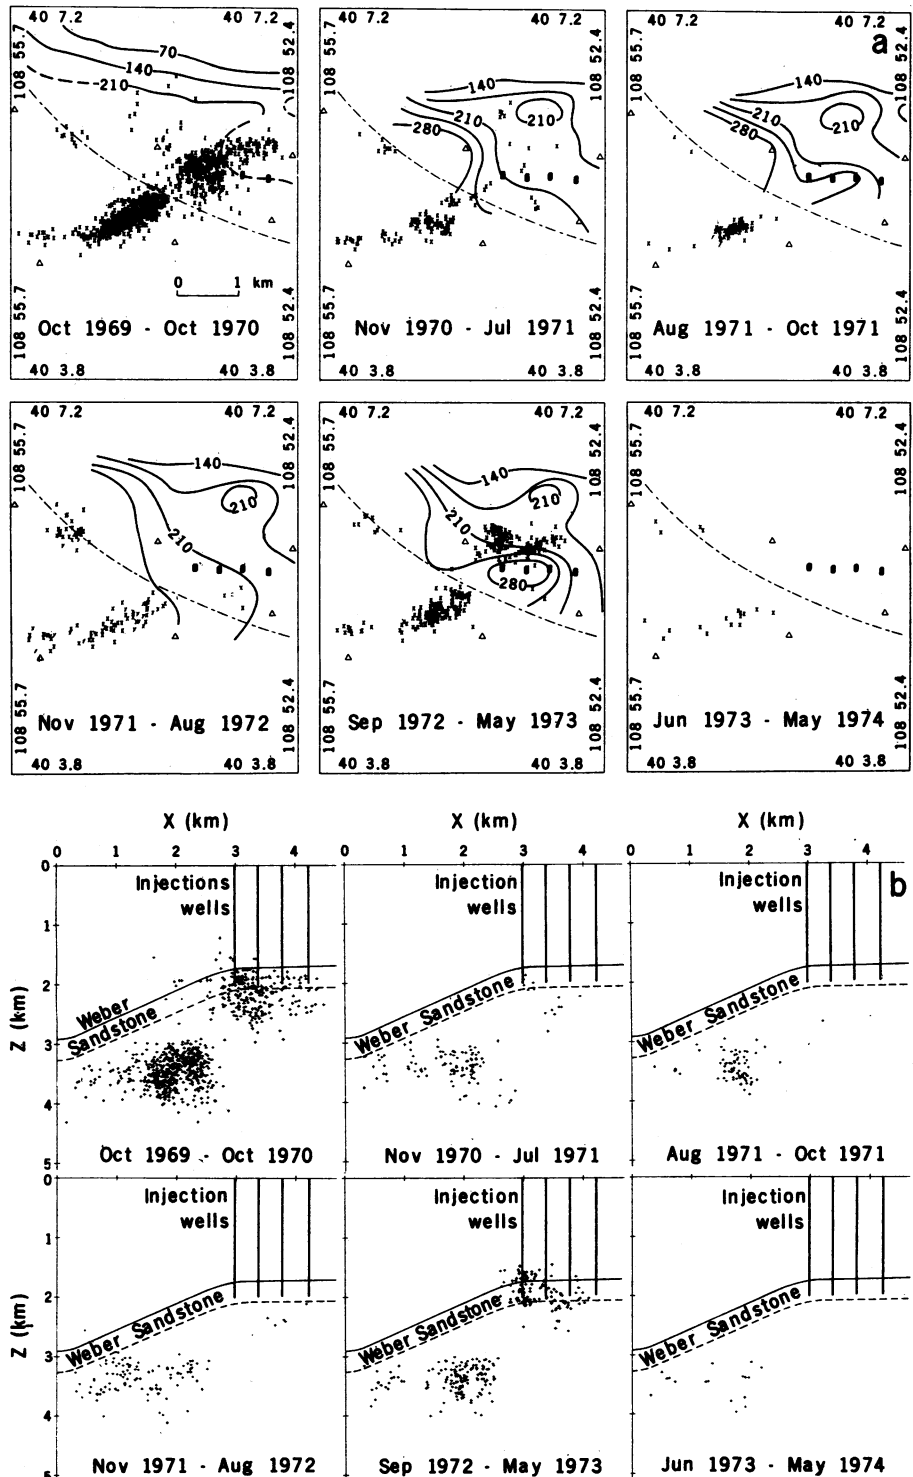 40 7.2 40 7.2
108 55.7 108 52.4
70
140
210
0 1 km
Oct 1969 - Oct 1970
108 55.7 108 52.4
40 3.8 40 3.8
40 7.2 40 7.2
108 55.7 108 52.4
140
210
210
280
Nov 1970 - Jul 1971
108 55.7 108 52.4
40 3.8 40 3.8
40 7.2 40 7.2
a
108 55.7 108 52.4
140
210
210
280
Aug 1971 - Oct 1971
108 55.7 108 52.4
40 3.8 40 3.8
40 7.2 40 7.2
108 55.7 108 52.4
140
210
210
Nov 1971 - Aug 1972
108 55.7 108 52.4
40 3.8 40 3.8
40 7.2 40 7.2
108 55.7 108 52.4
140
210
210
280
Sep 1972 - May 1973
108 55.7 108 52.4
40 3.8 40 3.8
40 7.2 40 7.2
108 55.7 108 52.4
Jun 1973 - May 1974
108 55.7 108 52.4
40 3.8 40 3.8
X (km) X (km) X (km)
0 1 2 3 4 0 1 2 3 4 0 1 2 3 4
b
0
1
2
3
4
5
Z (km)
Injections
wells
Weber
Sandstone
Oct 1969 - Oct 1970
Injection
wells
Weber Sandstone
Nov 1970 - Jul 1971
Injection
wells
Weber Sandstone
Aug 1971 - Oct 1971
0
1
2
3
4
5
Z (km)
Injection
wells
Weber Sandstone
Nov 1971 - Aug 1972
Injection
wells
Weber Sandstone
Sep 1972 - May 1973
Injection
wells
Weber Sandstone
Jun 1973 - May 1974